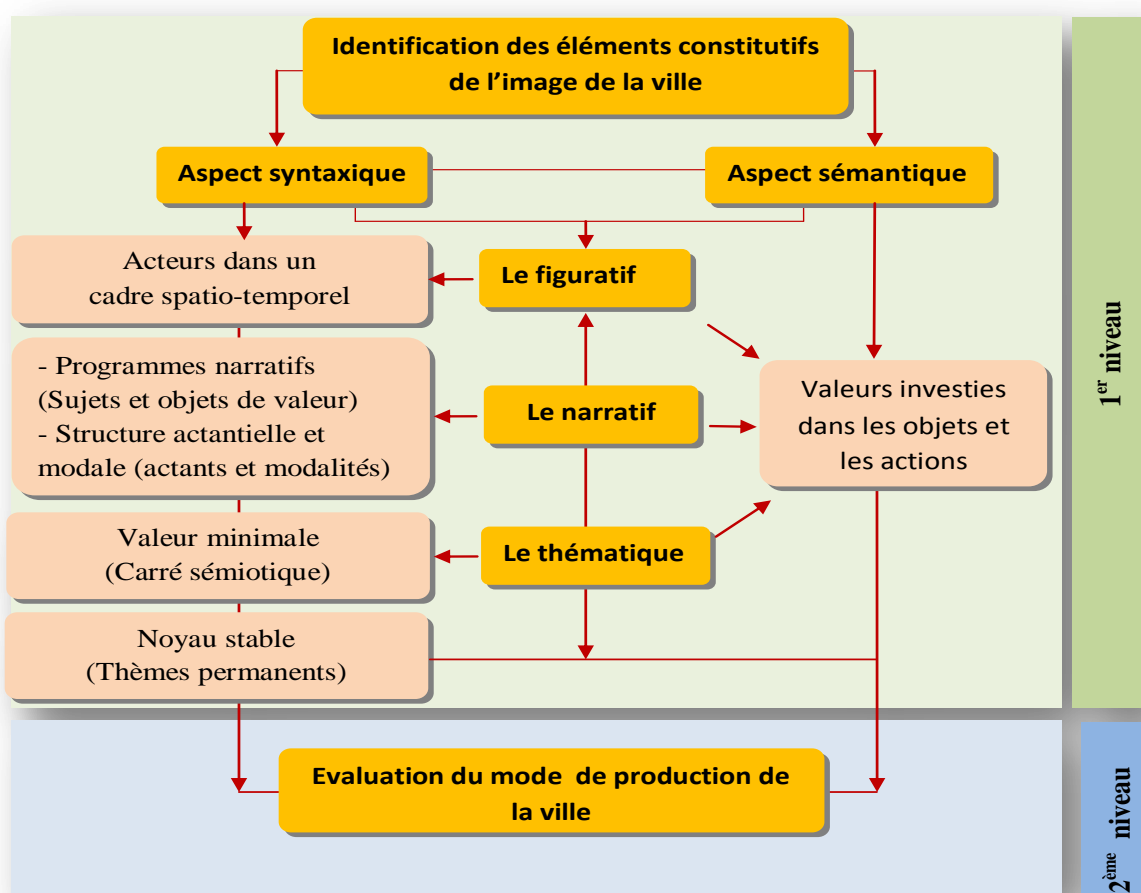 Identification des éléments constitutifs
de l’image de la ville
Aspect syntaxique
Aspect sémantique
Acteurs dans un
cadre spatio-temporel
Le figuratif
- Programmes narratifs
(Sujets et objets de valeur)
- Structure actantielle et
modale (actants et modalités)
Le narratif
Valeurs investies
dans les objets et
les actions
Valeur minimale
(Carré sémiotique)
Le thématique
Noyau stable
(Thèmes permanents)
1er niveau
Evaluation du mode de production de
la ville
2ème niveau